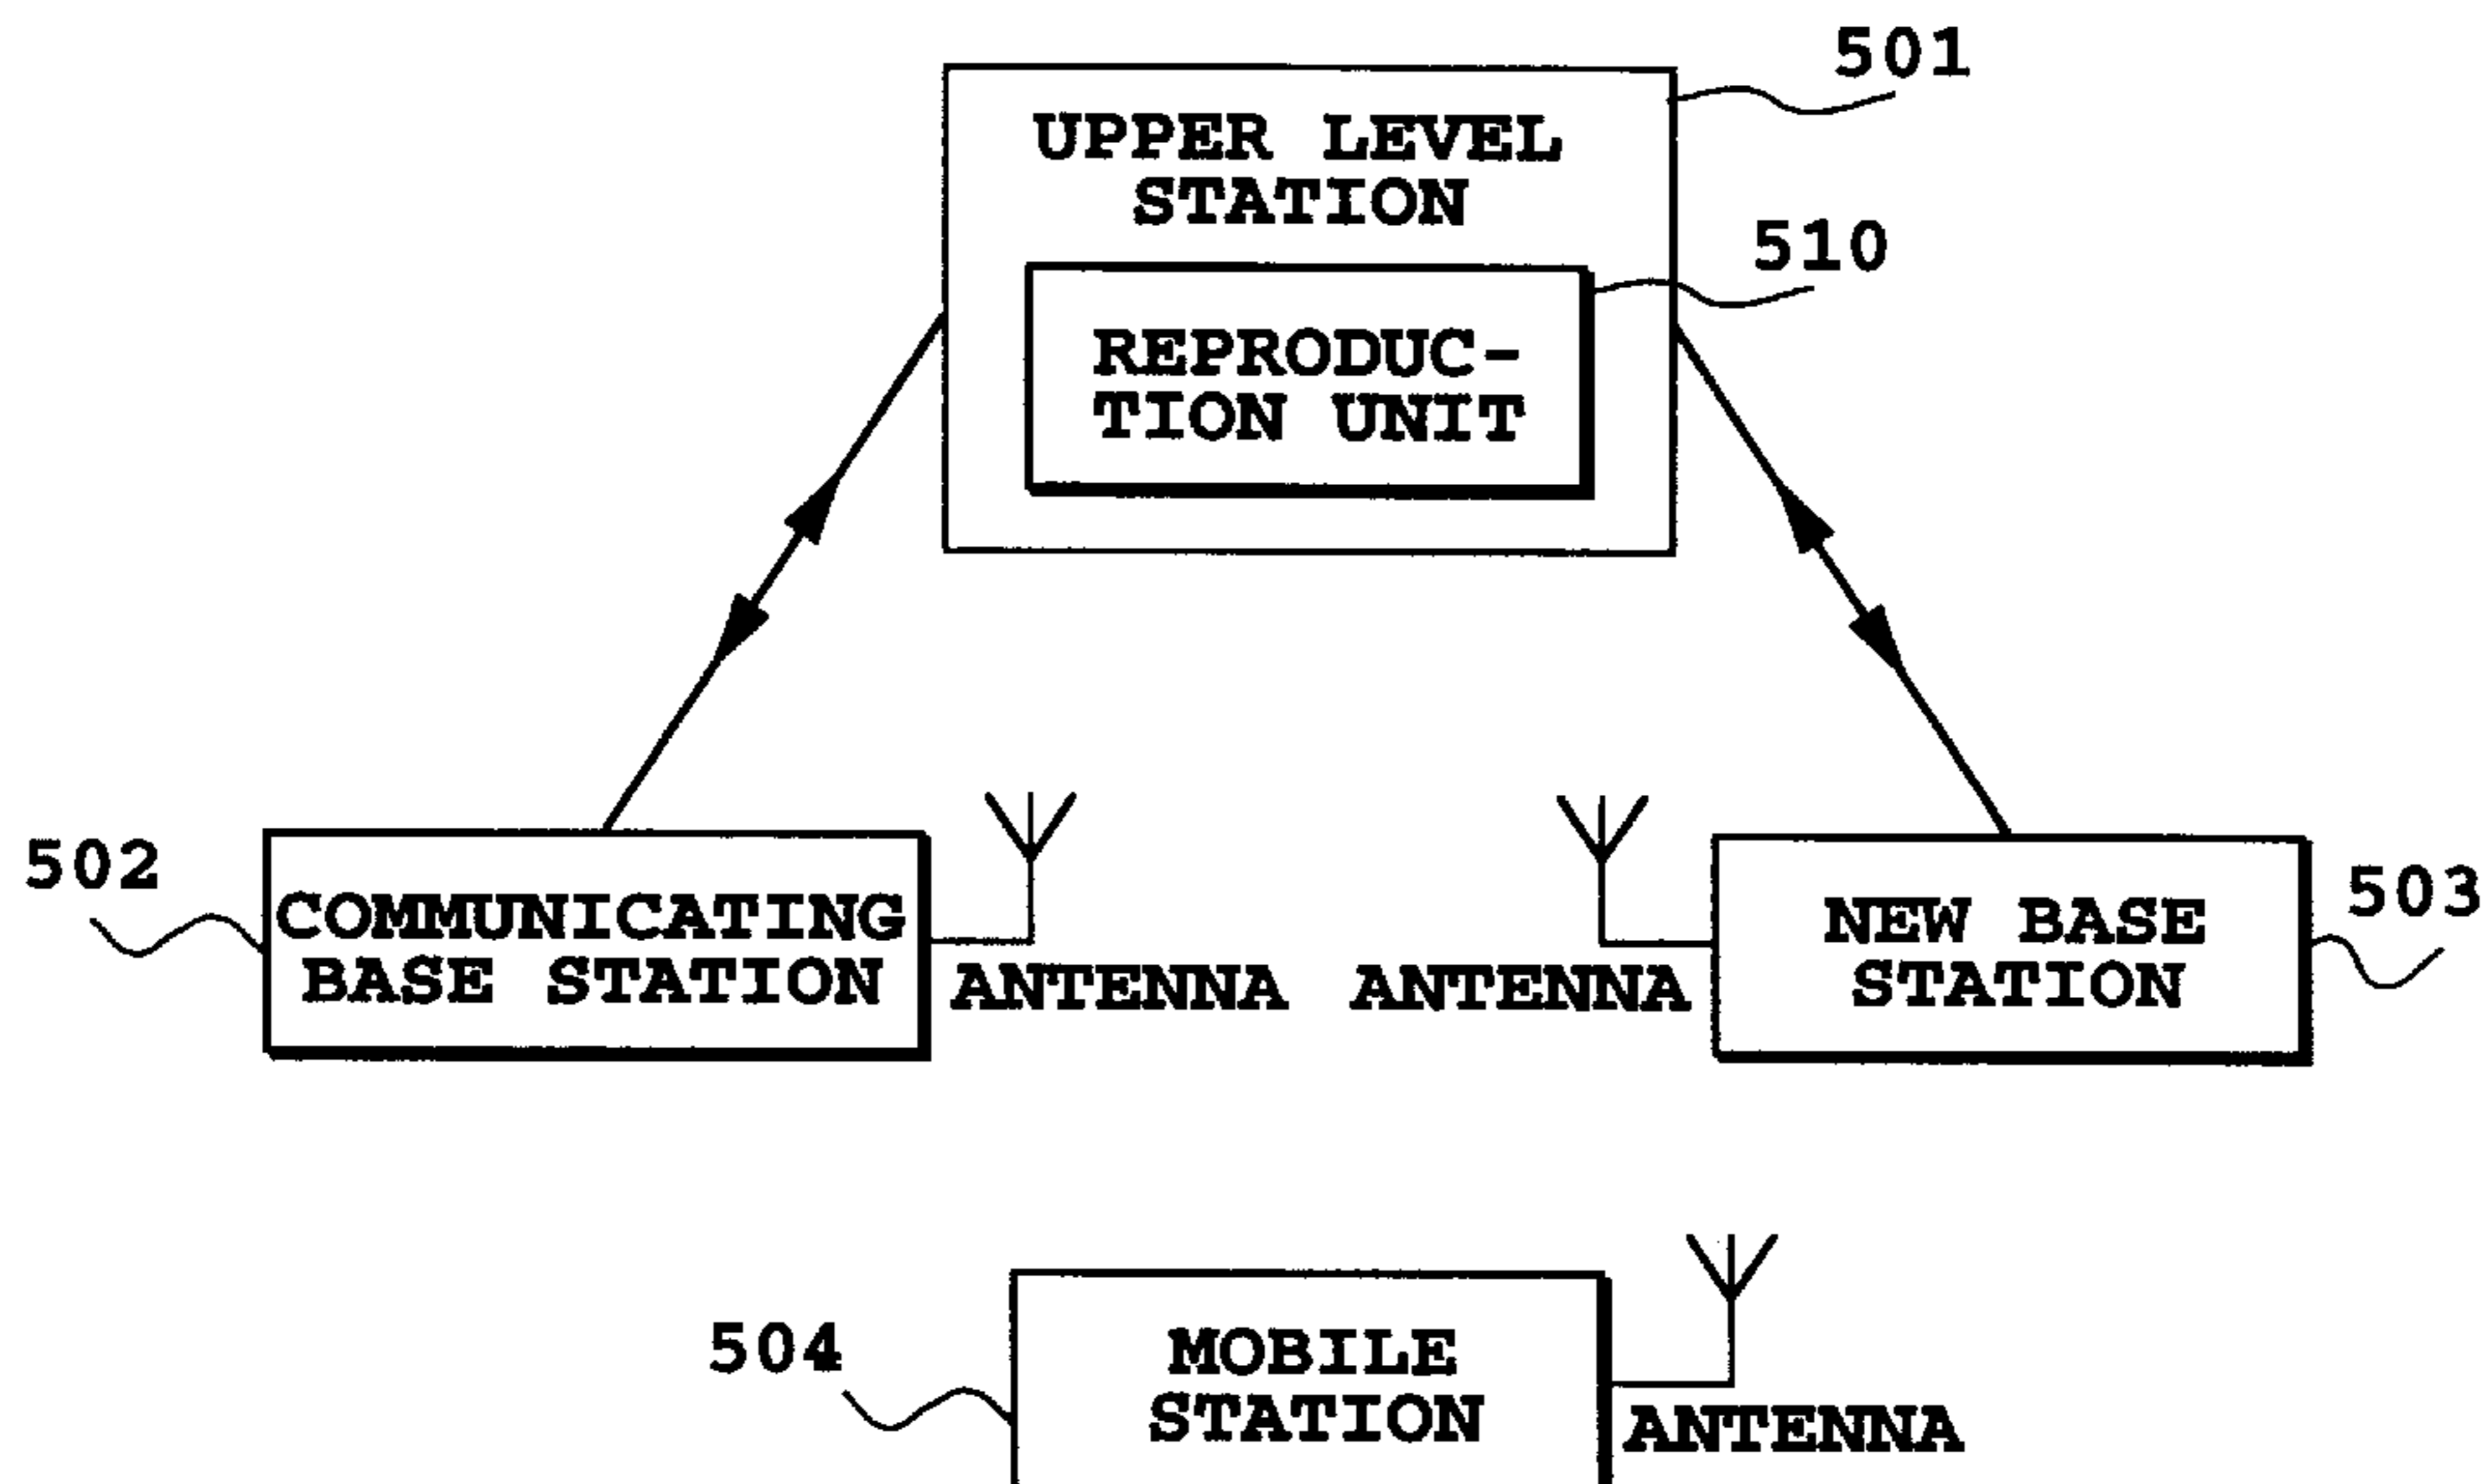 501
UPPER LEVEL
STATION
510
REPRODUC-
TION UNIT
502
COMMUNICATING
BASE STATION
ANTENNA
ANTENNA
NEW BASE
STATION
503
504
MOBILE
STATION
ANTENNA